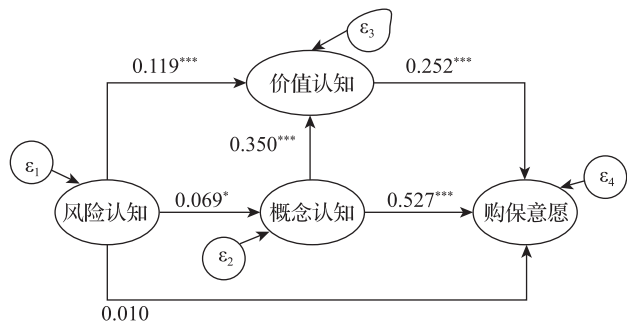 ε3
0.119***
价值认知
0.252***
0.350***
ε1
ε4
风险认知
0.069*
概念认知
0.527***
购保意愿
ε2
0.010